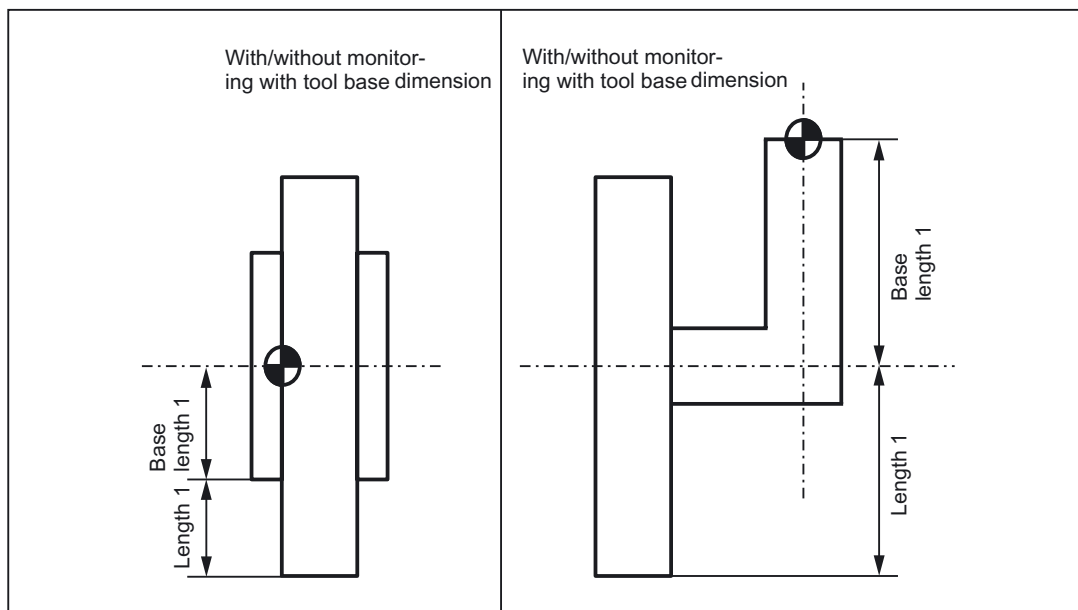 With/without monitor-
ing with tool base dimension
Base
length 1
Length 1
With/without monitor-
ing with tool base dimension
Base
length 1
Length 1